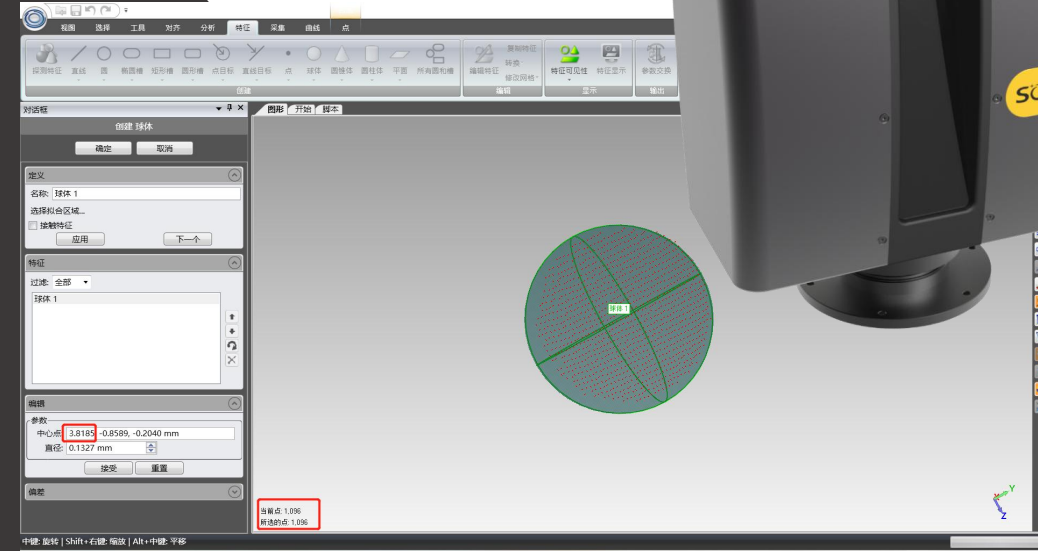 视图 选择 工具 对齐 分析 特征 采集 曲线 点
探测特征 直线 圆 椭圆槽 矩形槽 圆形槽 点目标 直线目标 点 球体 圆锥体 圆柱体 平面 所有圆和槽
创建
编辑特征 复制特征 转换 修改网格
编辑
特征可见性 特征显示
显示
参数交换
输出
对话框
图形 开始 脚本
创建 球体
确定 取消
定义
名称: 球体 1
选择拟合区域...
接触特征
应用 下一个
特征
过滤: 全部
球体 1
球体 1
编辑
参数
中心点: 3.8185, -0.8589, -0.2040 mm
直径: 0.1327 mm
接受 重置
偏差
当前点: 1,096
所选的点: 1,096
X Y Z
中键: 旋转 | Shift+右键: 缩放 | Alt+中键: 平移